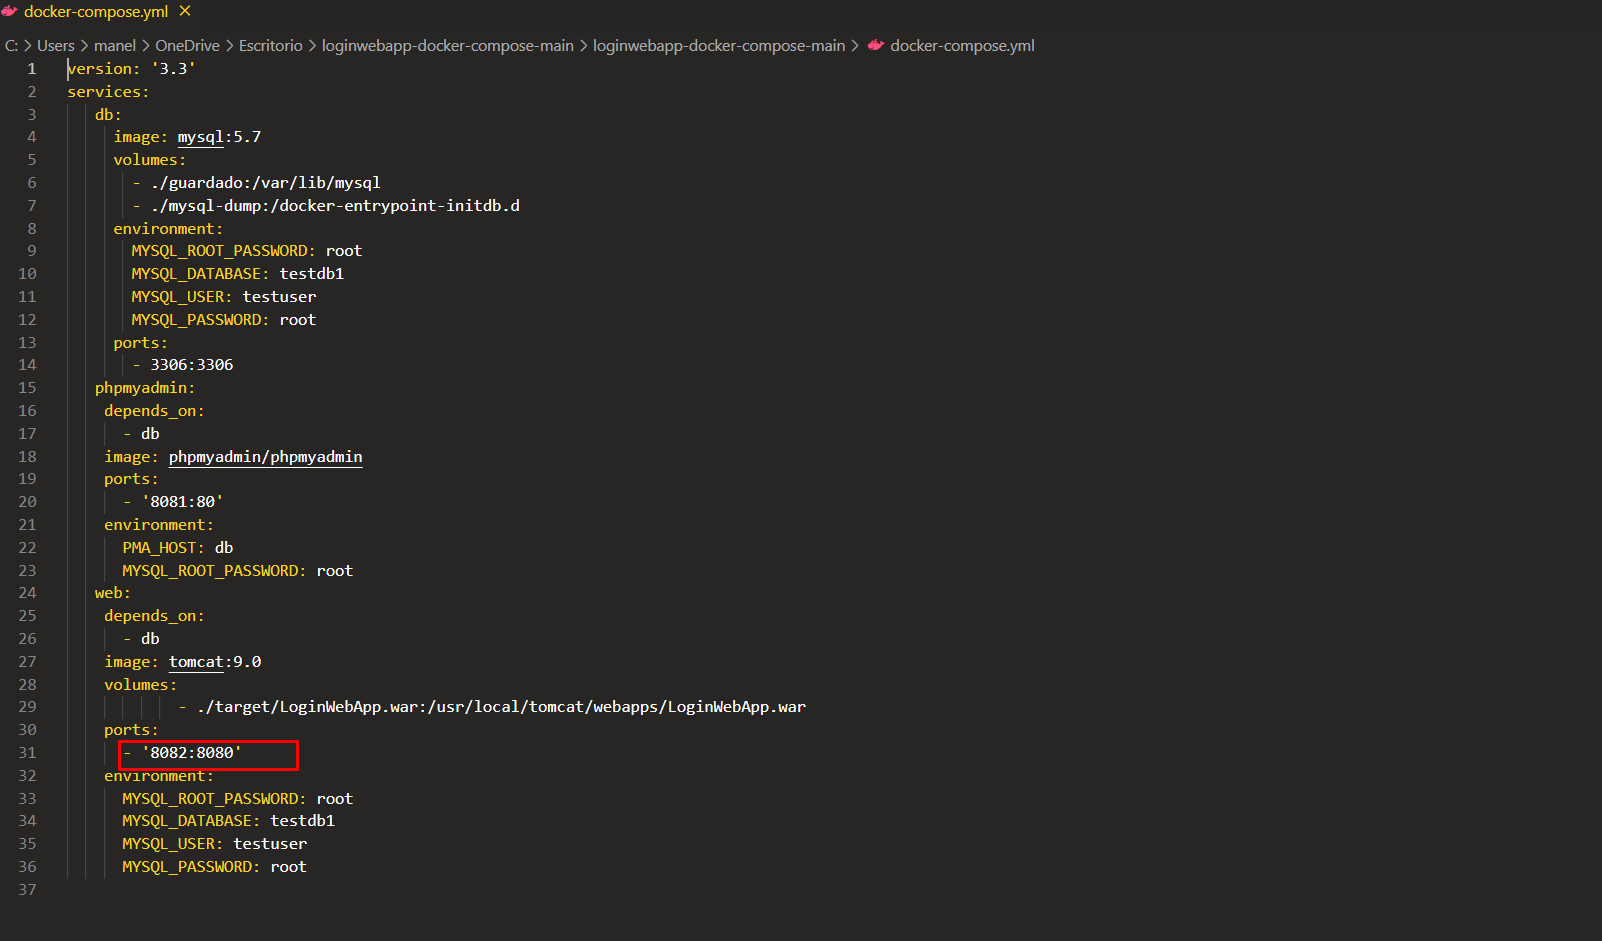 docker-compose.yml ×
C: > Users > manel > OneDrive > Escritorio > loginwebapp-docker-compose-main > loginwebapp-docker-compose-main > docker-compose.yml
1 version: '3.3'
2 services:
3 db:
4 image: mysql:5.7
5 volumes:
6 - ./guardado:/var/lib/mysql
7 - ./mysql-dump:/docker-entrypoint-initdb.d
8 environment:
9 MYSQL_ROOT_PASSWORD: root
10 MYSQL_DATABASE: testdb1
11 MYSQL_USER: testuser
12 MYSQL_PASSWORD: root
13 ports:
14 - 3306:3306
15 phpmyadmin:
16 depends_on:
17 - db
18 image: phpmyadmin/phpmyadmin
19 ports:
20 - '8081:80'
21 environment:
22 PMA_HOST: db
23 MYSQL_ROOT_PASSWORD: root
24 web:
25 depends_on:
26 - db
27 image: tomcat:9.0
28 volumes:
29 - ./target/LoginWebApp.war:/usr/local/tomcat/webapps/LoginWebApp.war
30 ports:
31 - '8082:8080'
32 environment:
33 MYSQL_ROOT_PASSWORD: root
34 MYSQL_DATABASE: testdb1
35 MYSQL_USER: testuser
36 MYSQL_PASSWORD: root
37